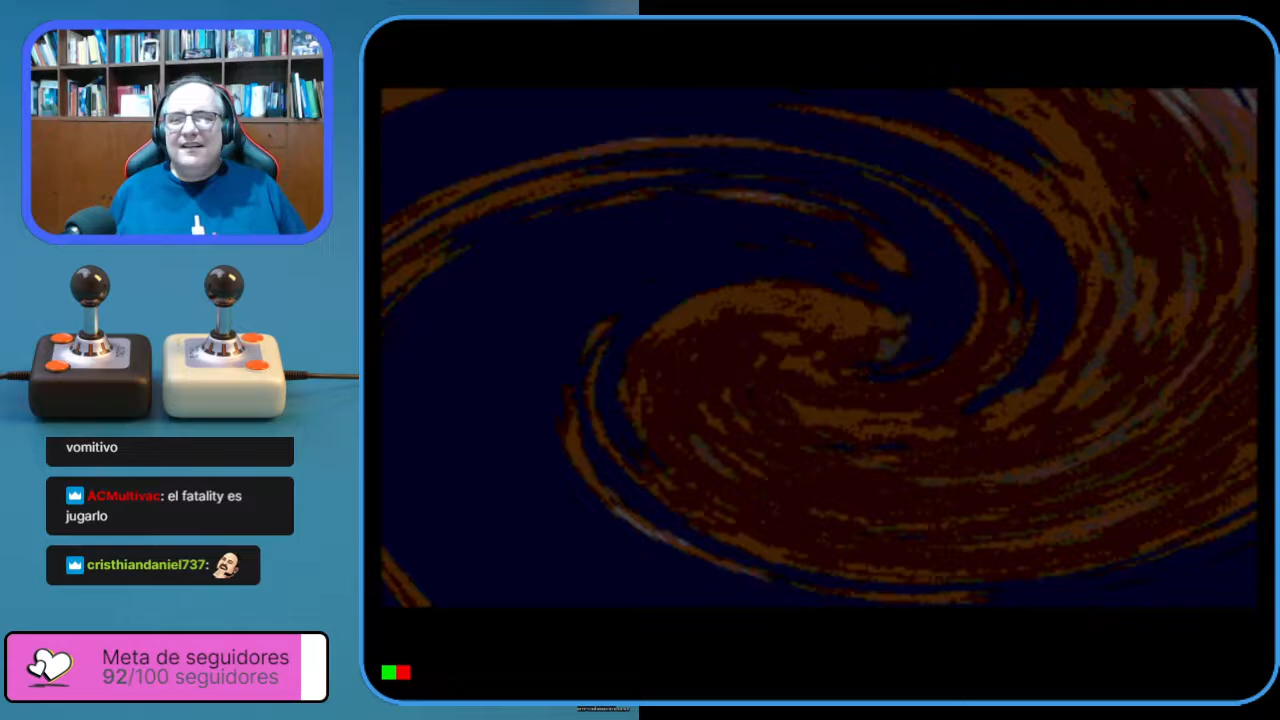 vomitivo
ACMultivac: el fatality es
jugarlo
cristhiandaniel737:
Meta de seguidores
92/100 seguidores